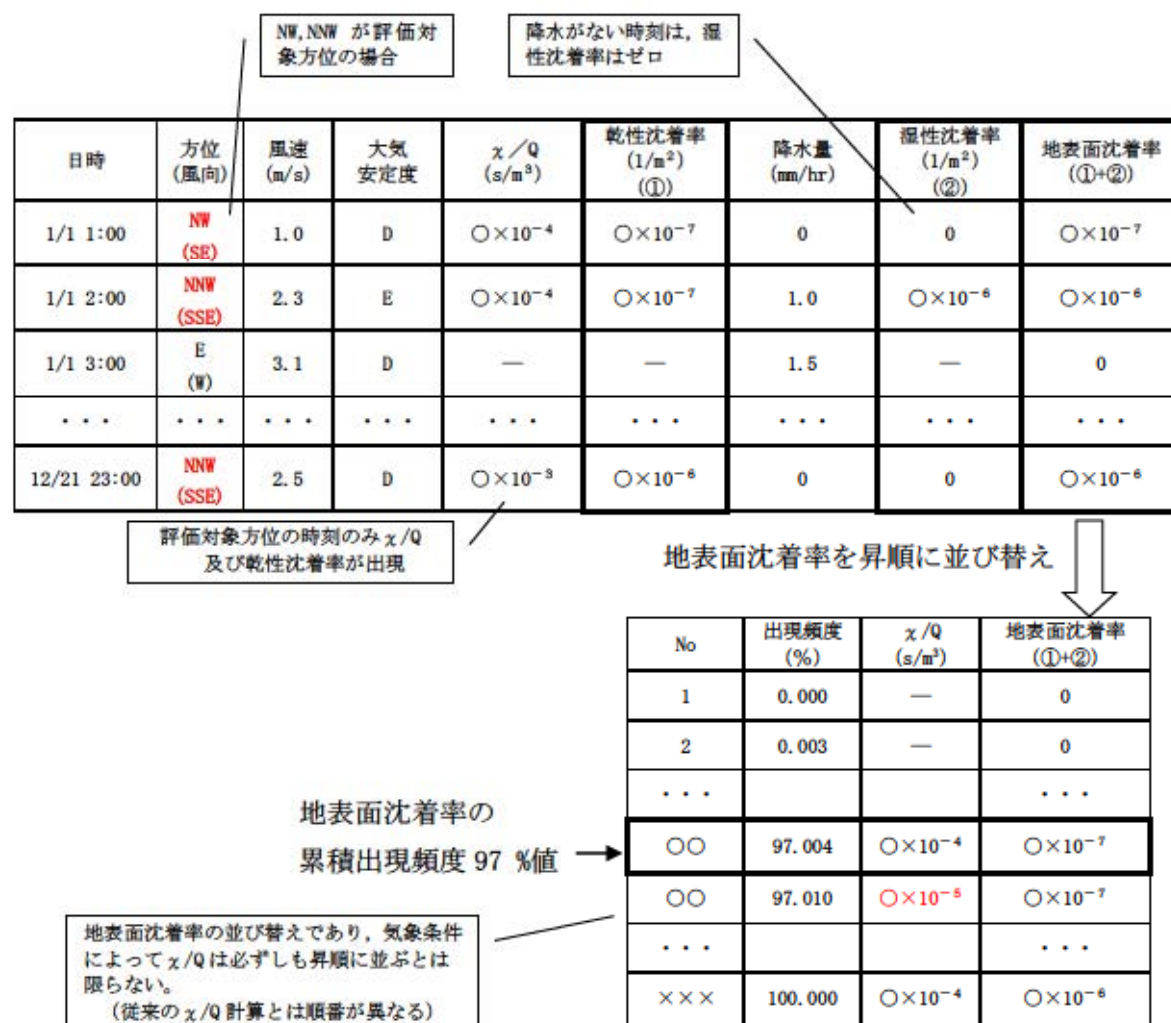 NW,NNW が評価対
象方位の場合
降水がない時刻は，湿
性沈着率はゼロ
日時 方位 (風向) 風速 (m/s) 大気 安定度 χ／Q (s/m³) 乾性沈着率 (1/m²) (①) 降水量 (mm/hr) 湿性沈着率 (1/m²) (②) 地表面沈着率 (①+②)
1/1 1:00 NW (SE) 1.0 D ○×10⁻⁴ ○×10⁻⁷ 0 0 ○×10⁻⁷
1/1 2:00 NNW (SSE) 2.3 E ○×10⁻⁴ ○×10⁻⁷ 1.0 ○×10⁻⁶ ○×10⁻⁶
1/1 3:00 E (W) 3.1 D — — 1.5 — 0
・・・ ・・・ ・・・ ・・・ ・・・ ・・・ ・・・ ・・・ ・・・
12/21 23:00 NNW (SSE) 2.5 D ○×10⁻³ ○×10⁻⁶ 0 0 ○×10⁻⁶
評価対象方位の時刻のみχ/Q
及び乾性沈着率が出現
地表面沈着率を昇順に並び替え
No 出現頻度 (%) χ/Q (s/m³) 地表面沈着率 (①+②)
1 0.000 — 0
2 0.003 — 0
・・・ ・・・
地表面沈着率の
累積出現頻度 97 %値
○○ 97.004 ○×10⁻⁴ ○×10⁻⁷
○○ 97.010 ○×10⁻⁵ ○×10⁻⁷
・・・ ・・・
××× 100.000 ○×10⁻⁴ ○×10⁻⁶
地表面沈着率の並び替えであり，気象条件
によってχ/Qは必ずしも昇順に並ぶとは
限らない。
（従来のχ/Q計算とは順番が異なる）